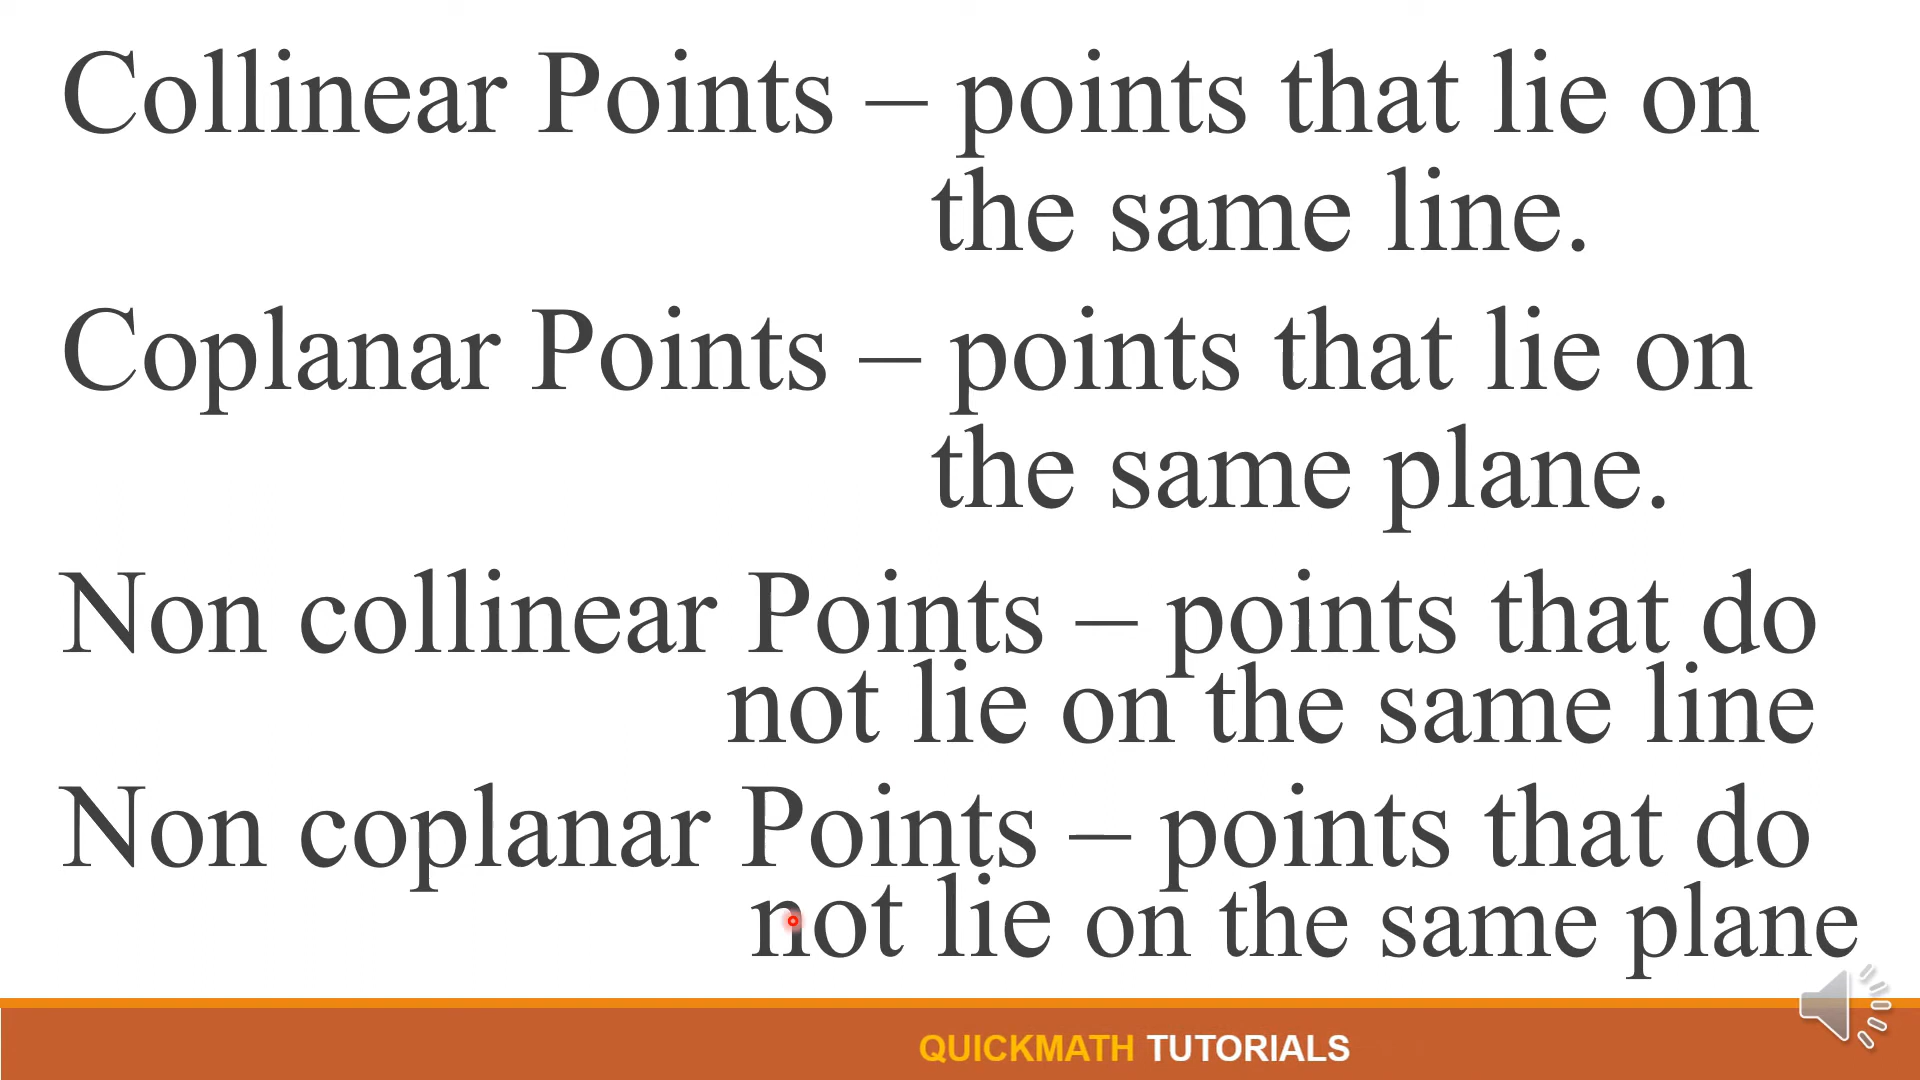 Collinear Points – points that lie on
the same line.
Coplanar Points – points that lie on
the same plane.
Non collinear Points – points that do
not lie on the same line
Non coplanar Points – points that do
not lie on the same plane
QUICKMATH TUTORIALS